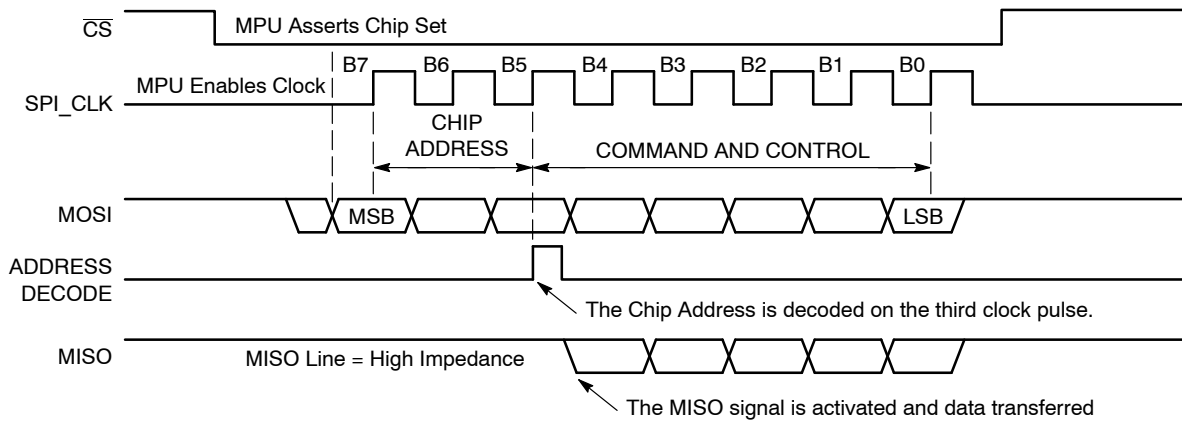 CS
MPU Asserts Chip Set
B7 B6 B5 B4 B3 B2 B1 B0
MPU Enables Clock
SPI_CLK
CHIP
ADDRESS
COMMAND AND CONTROL
MOSI
MSB
LSB
ADDRESS
DECODE
The Chip Address is decoded on the third clock pulse.
MISO
MISO Line = High Impedance
The MISO signal is activated and data transferred